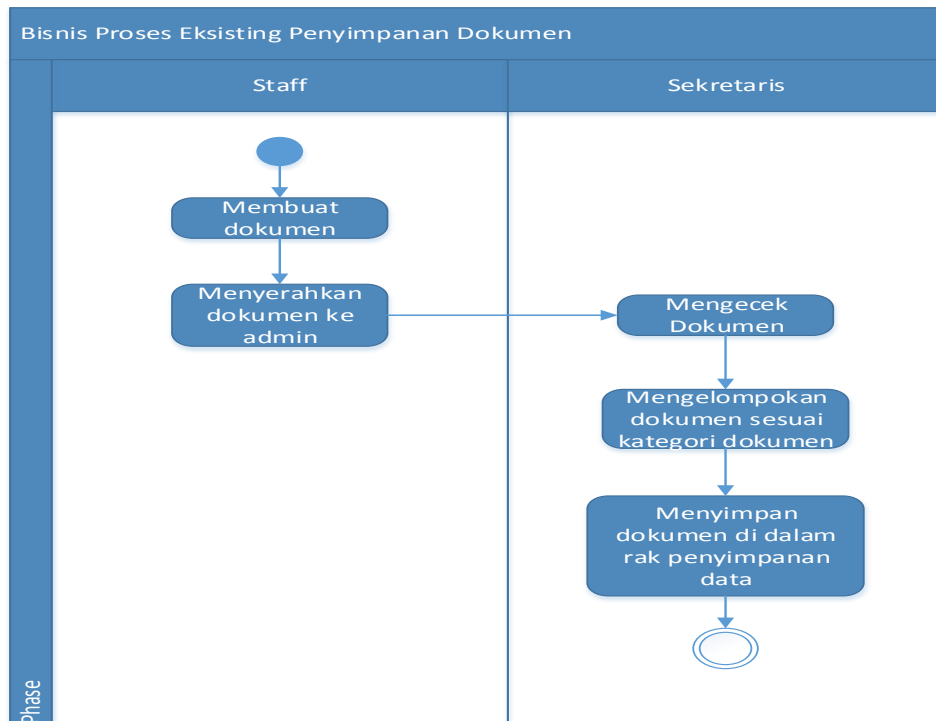 Bisnis Proses Eksisting Penyimpanan Dokumen
Staff
Sekretaris
Membuat
dokumen
Menyerahkan
dokumen ke
admin
Mengecek
Dokumen
Mengelompokan
dokumen sesuai
kategori dokumen
Menyimpan
dokumen di dalam
rak penyimpanan
data
Phase